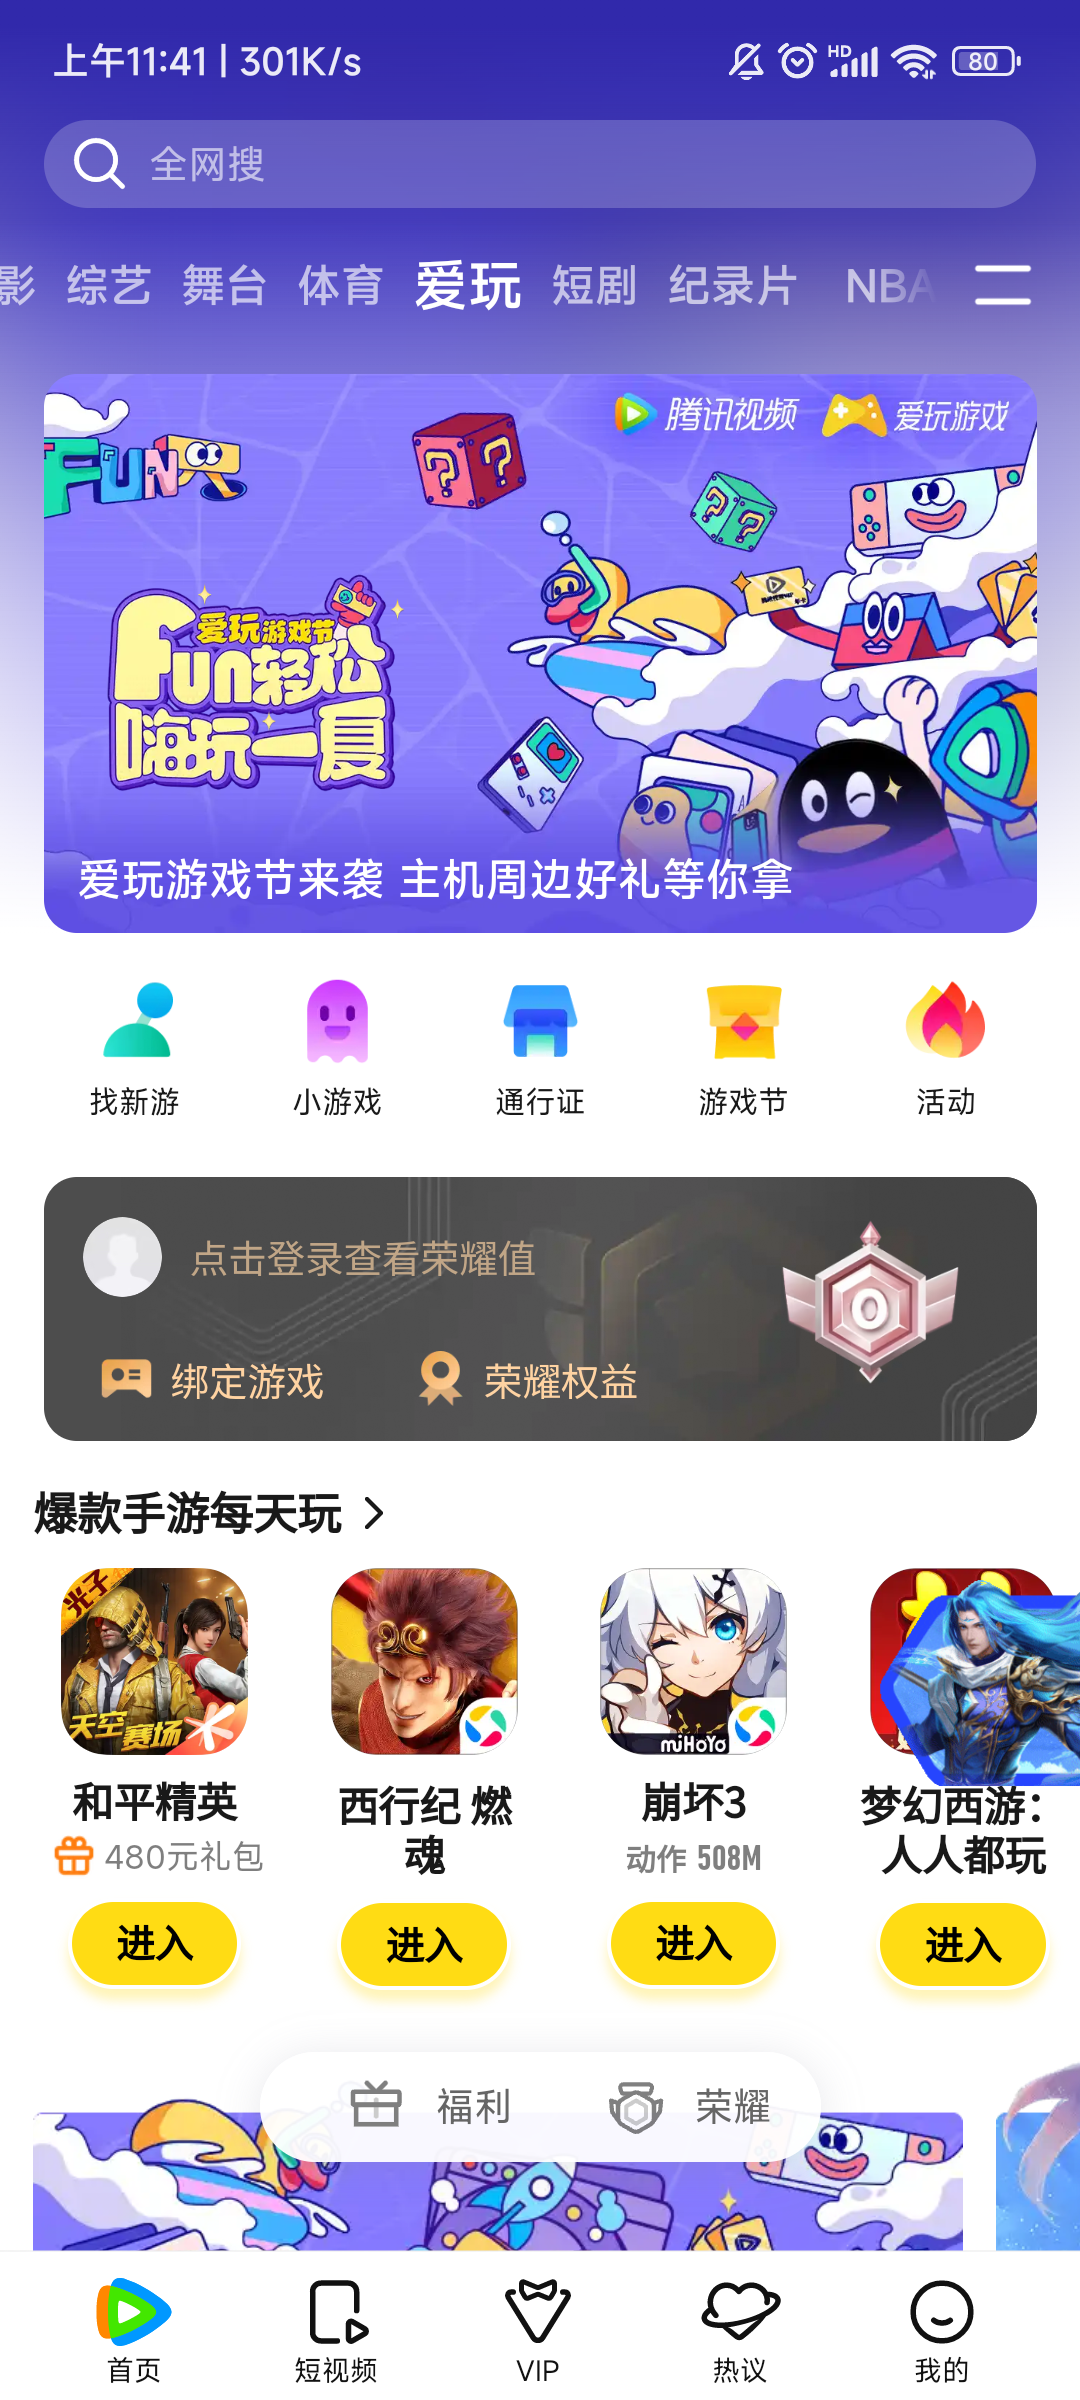 上午11:41 | 301K/s
HD
80
全网搜
影 综艺 舞台 体育 爱玩 短剧 纪录片 NBA
腾讯视频 爱玩游戏
FUN
爱玩游戏节
Fun轻松
嗨玩一夏
爱玩游戏节来袭 主机周边好礼等你拿
找新游 小游戏 通行证 游戏节 活动
点击登录查看荣耀值
0
绑定游戏 荣耀权益
爆款手游每天玩
光子
天空赛场
miHoYo
和平精英 西行纪 燃魂 崩坏3 梦幻西游：人人都玩
480元礼包 动作 508M
进入 进入 进入 进入
福利 荣耀
首页 短视频 VIP 热议 我的